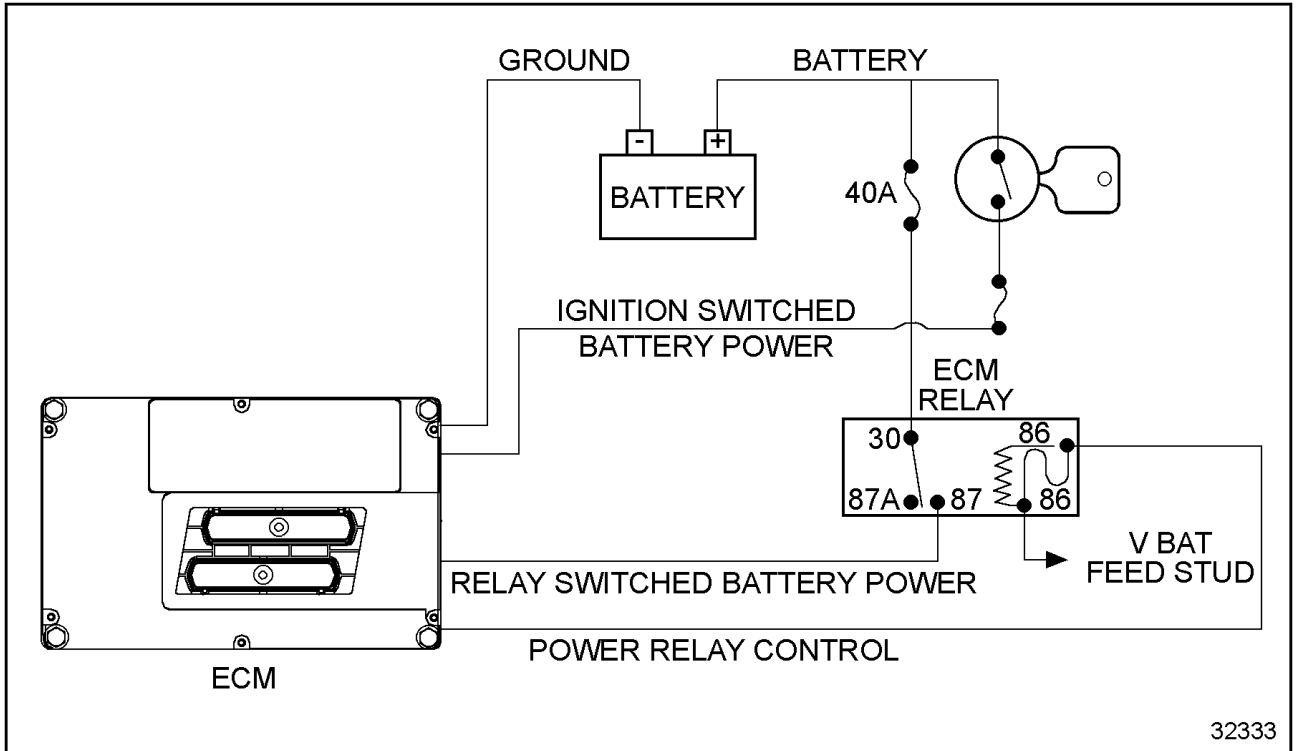 GROUND
BATTERY
-
+
BATTERY
40A
IGNITION SWITCHED
BATTERY POWER
ECM
RELAY
30
86
87A
87
86
V BAT
FEED STUD
RELAY SWITCHED BATTERY POWER
POWER RELAY CONTROL
ECM
32333